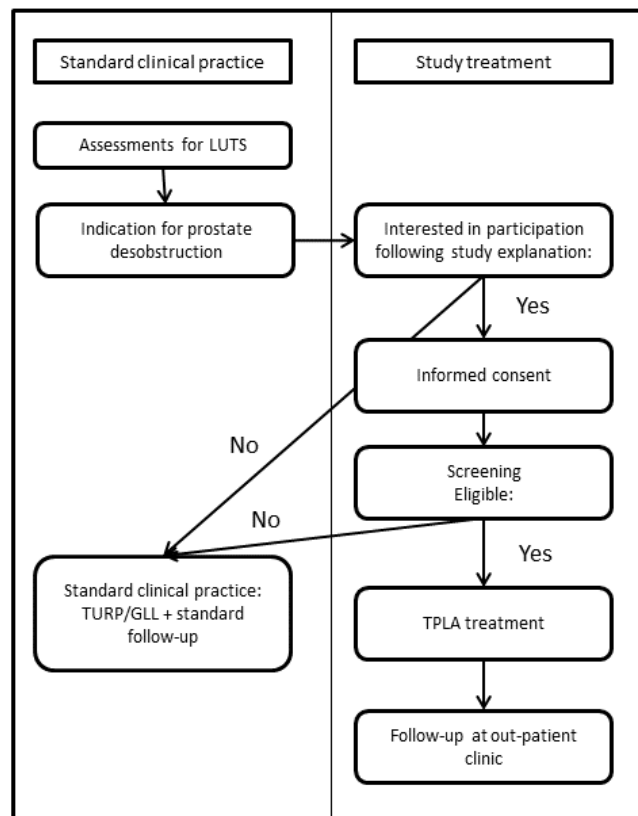 Standard clinical practice
Study treatment
Assessments for LUTS
Indication for prostate
desobstruction
Interested in participation
following study explanation:
Yes
Informed consent
No
Screening
Eligible:
No
Yes
Standard clinical practice:
TURP/GLL + standard
follow-up
TPLA treatment
Follow-up at out-patient
clinic